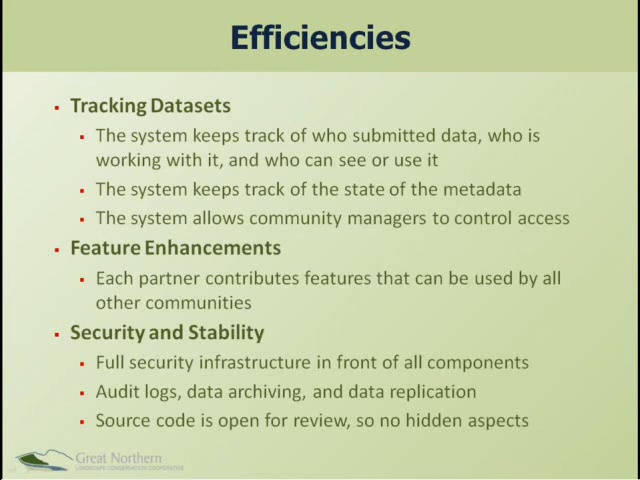 Efficiencies
Tracking Datasets
The system keeps track of who submitted data, who is
working with it, and who can see or use it
The system keeps track of the state of the metadata
The system allows community managers to control access
Feature Enhancements
Each partner contributes features that can be used by all
other communities
Security and Stability
Full security infrastructure in front of all components
Audit logs, data archiving, and data replication
Source code is open for review, so no hidden aspects
Great Northern
LANDSCAPE CONSERVATION COOPERATIVE